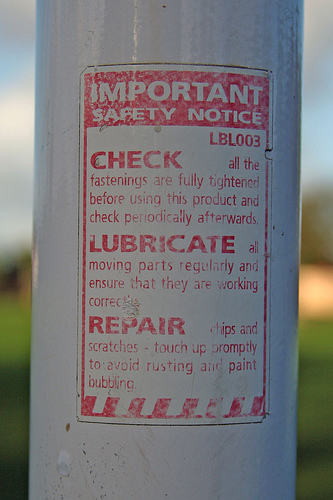 IMPORTANT
SAFETY NOTICE
LBL003
CHECK all the
fastenings are fully tightened
before using this product and
check periodically afterwards.
LUBRICATE all
moving parts regularly and
ensure that they are working
correc
REPAIR chips and
scratches - touch up promptly
to avoid rusting and paint
bubbling.